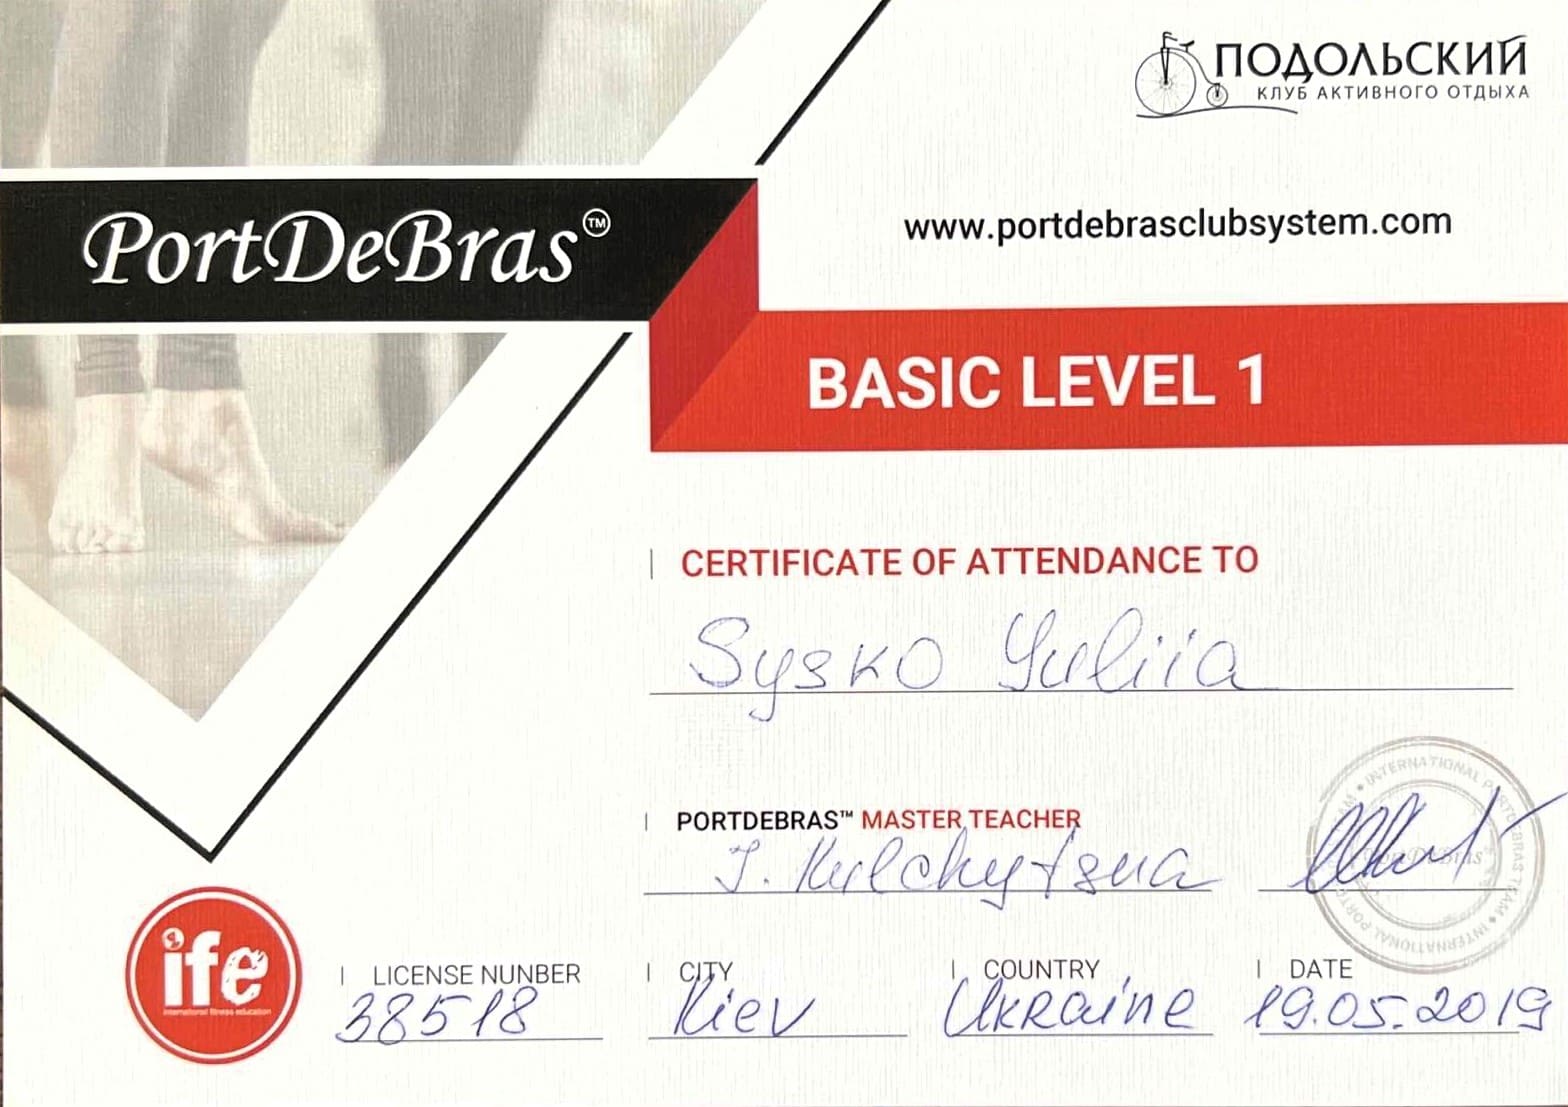 ПОДОЛЬСКИЙ
КЛУБ АКТИВНОГО ОТДЫХА
PortDeBras™
www.portdebrasclubsystem.com
BASIC LEVEL 1
CERTIFICATE OF ATTENDANCE TO
Sysko Yuliia
PORTDEBRAS™ MASTER TEACHER
INTERNATIONAL PORTDEBRAS TEAM • INTERNATIONAL PORTDEBRAS TEAM •
PortDeBras™
ife
international fitness education
LICENSE NUNBER
CITY
COUNTRY
DATE
38518
Kiev
Ukraine
19.05.2019